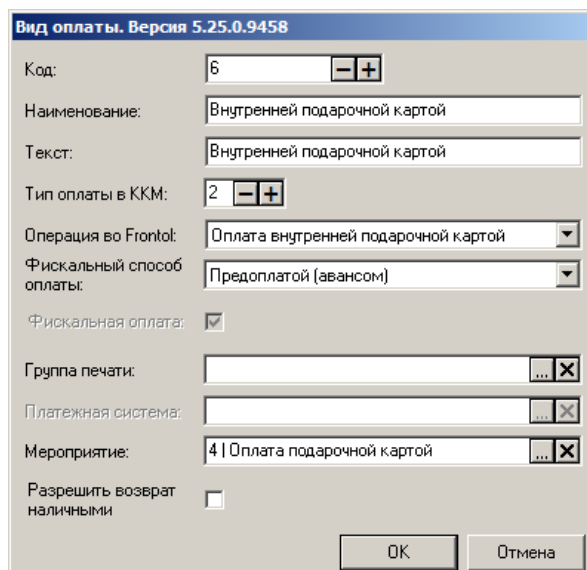 Вид оплаты. Версия 5.25.0.9458
Код: 6
Наименование: Внутренней подарочной картой
Текст: Внутренней подарочной картой
Тип оплаты в ККМ: 2
Операция во Frontol: Оплата внутренней подарочной картой
Фискальный способ
оплаты: Предоплатой (авансом)
Фискальная оплата:
Группа печати: ...
Платежная система: ...
Мероприятие: 4 | Оплата подарочной картой ...
Разрешить возврат
наличными
OK Отмена